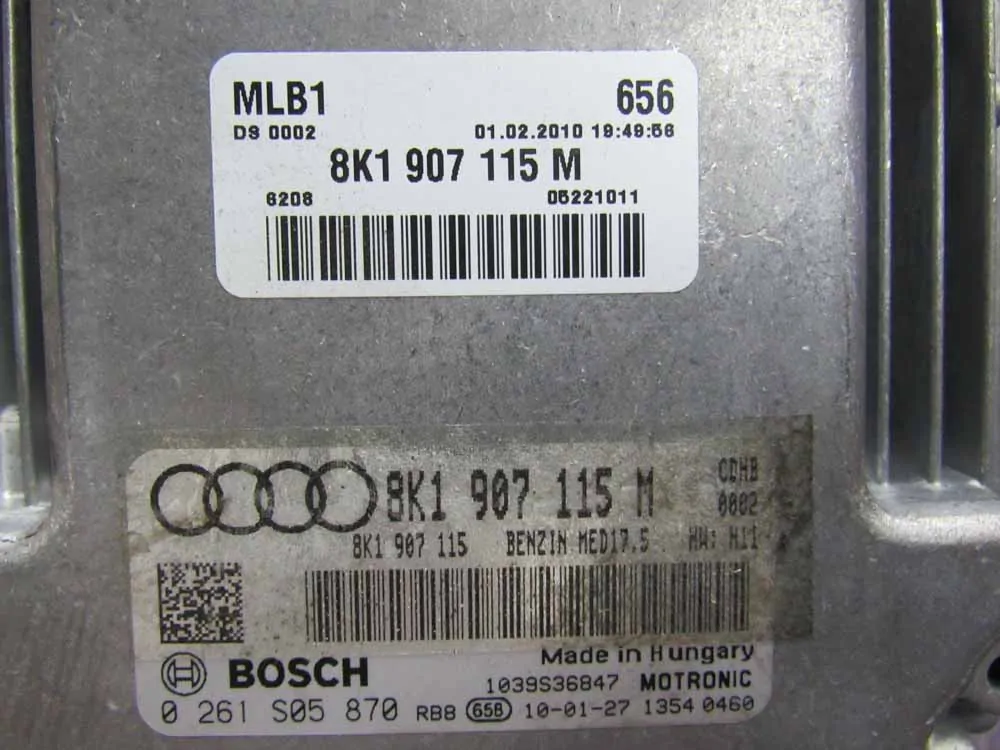 MLB1 656
DS 0002 01.02.2010 19:49:56
8K1 907 115 M
6208 05221011
8K1 907 115 M CDHB
0002
8K1 907 115 BENZIN MED17.5 HW: H11
BOSCH Made in Hungary
1039S36847 MOTRONIC
0 261 S05 870 RB8 658 10-01-27 1354 0460